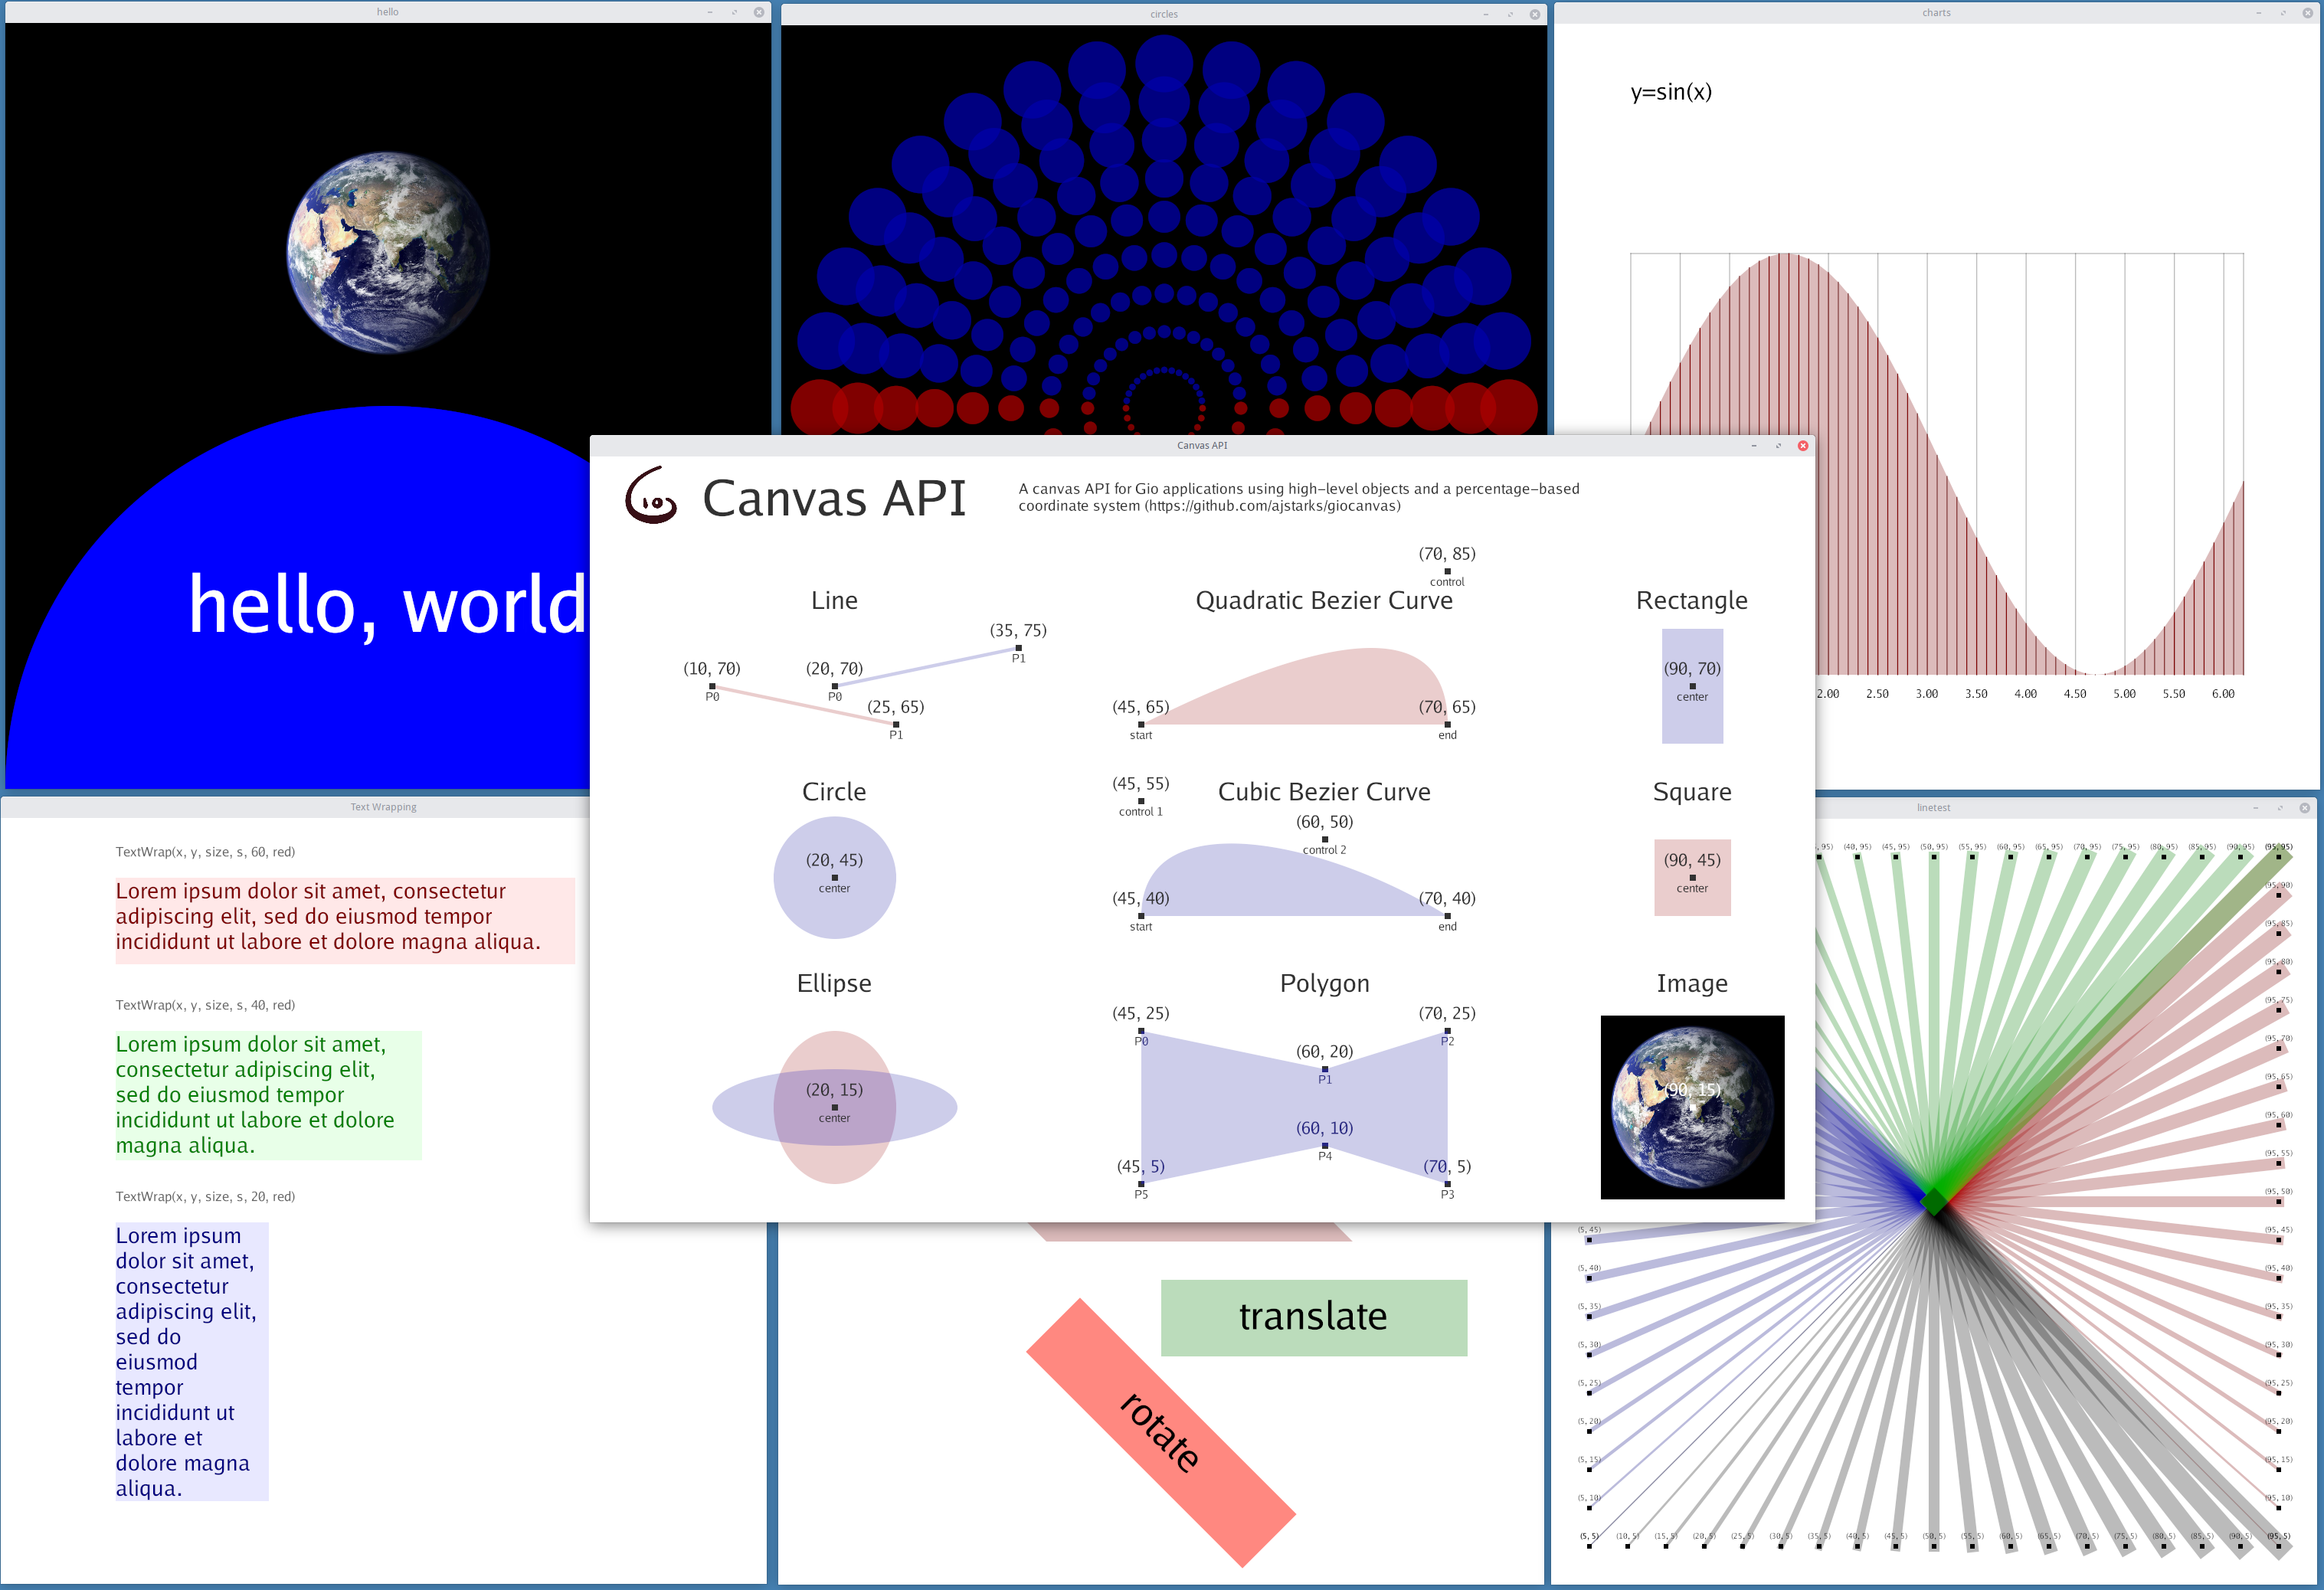 hello
hello, world
circles
charts
y=sin(x)
2.00 2.50 3.00 3.50 4.00 4.50 5.00 5.50 6.00
Canvas API
Canvas API
A canvas API for Gio applications using high-level objects and a percentage-based
coordinate system (https://github.com/ajstarks/giocanvas)
Line
(10, 70)
P0
(25, 65)
P1
(20, 70)
P0
(35, 75)
P1
Quadratic Bezier Curve
(70, 85)
control
(45, 65)
start
(70, 65)
end
Rectangle
(90, 70)
center
Circle
(20, 45)
center
Cubic Bezier Curve
(45, 55)
control 1
(60, 50)
control 2
(45, 40)
start
(70, 40)
end
Square
(90, 45)
center
Ellipse
(20, 15)
center
Polygon
(45, 25)
P0
(60, 20)
P1
(70, 25)
P2
(60, 10)
P4
(45, 5)
P5
(70, 5)
P3
Image
(90, 15)
Text Wrapping
TextWrap(x, y, size, s, 60, red)
Lorem ipsum dolor sit amet, consectetur
adipiscing elit, sed do eiusmod tempor
incididunt ut labore et dolore magna aliqua.
TextWrap(x, y, size, s, 40, red)
Lorem ipsum dolor sit amet,
consectetur adipiscing elit,
sed do eiusmod tempor
incididunt ut labore et dolore
magna aliqua.
TextWrap(x, y, size, s, 20, red)
Lorem ipsum
dolor sit amet,
consectetur
adipiscing elit,
sed do
eiusmod
tempor
incididunt ut
labore et
dolore magna
aliqua.
translate
rotate
linetest
(40, 95) (45, 95) (50, 95) (55, 95) (60, 95) (65, 95) (70, 95) (75, 95) (80, 95) (85, 95) (90, 95) (95, 95)
(95, 90)
(95, 85)
(95, 80)
(95, 75)
(95, 70)
(95, 65)
(95, 60)
(95, 55)
(95, 50)
(5, 45) (95, 45)
(5, 40) (95, 40)
(5, 35) (95, 35)
(5, 30) (95, 30)
(5, 25) (95, 25)
(5, 20) (95, 20)
(5, 15) (95, 15)
(5, 10) (95, 10)
(5, 5) (10, 5) (15, 5) (20, 5) (25, 5) (30, 5) (35, 5) (40, 5) (45, 5) (50, 5) (55, 5) (60, 5) (65, 5) (70, 5) (75, 5) (80, 5) (85, 5) (90, 5) (95, 5)